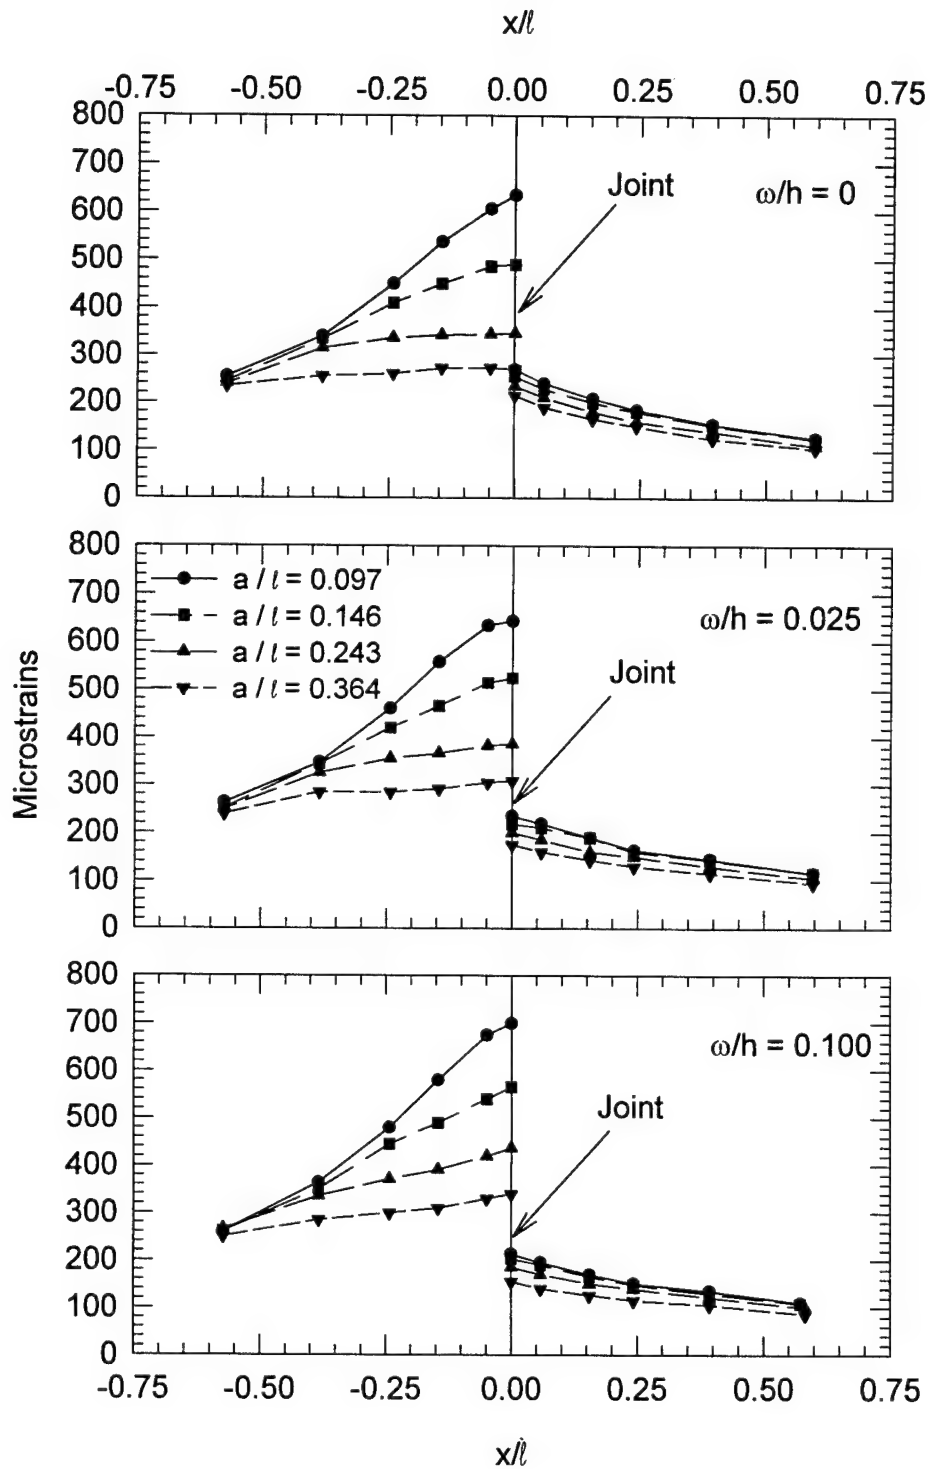 x/ℓ
-0.75 -0.50 -0.25 0.00 0.25 0.50 0.75
800
700
600
500
400
300
200
100
0
Joint
ω/h = 0
800
700
600
500
400
300
200
100
0
a / ℓ = 0.097
a / ℓ = 0.146
a / ℓ = 0.243
a / ℓ = 0.364
ω/h = 0.025
Joint
Microstrains
800
700
600
500
400
300
200
100
0
ω/h = 0.100
Joint
-0.75 -0.50 -0.25 0.00 0.25 0.50 0.75
x/ℓ